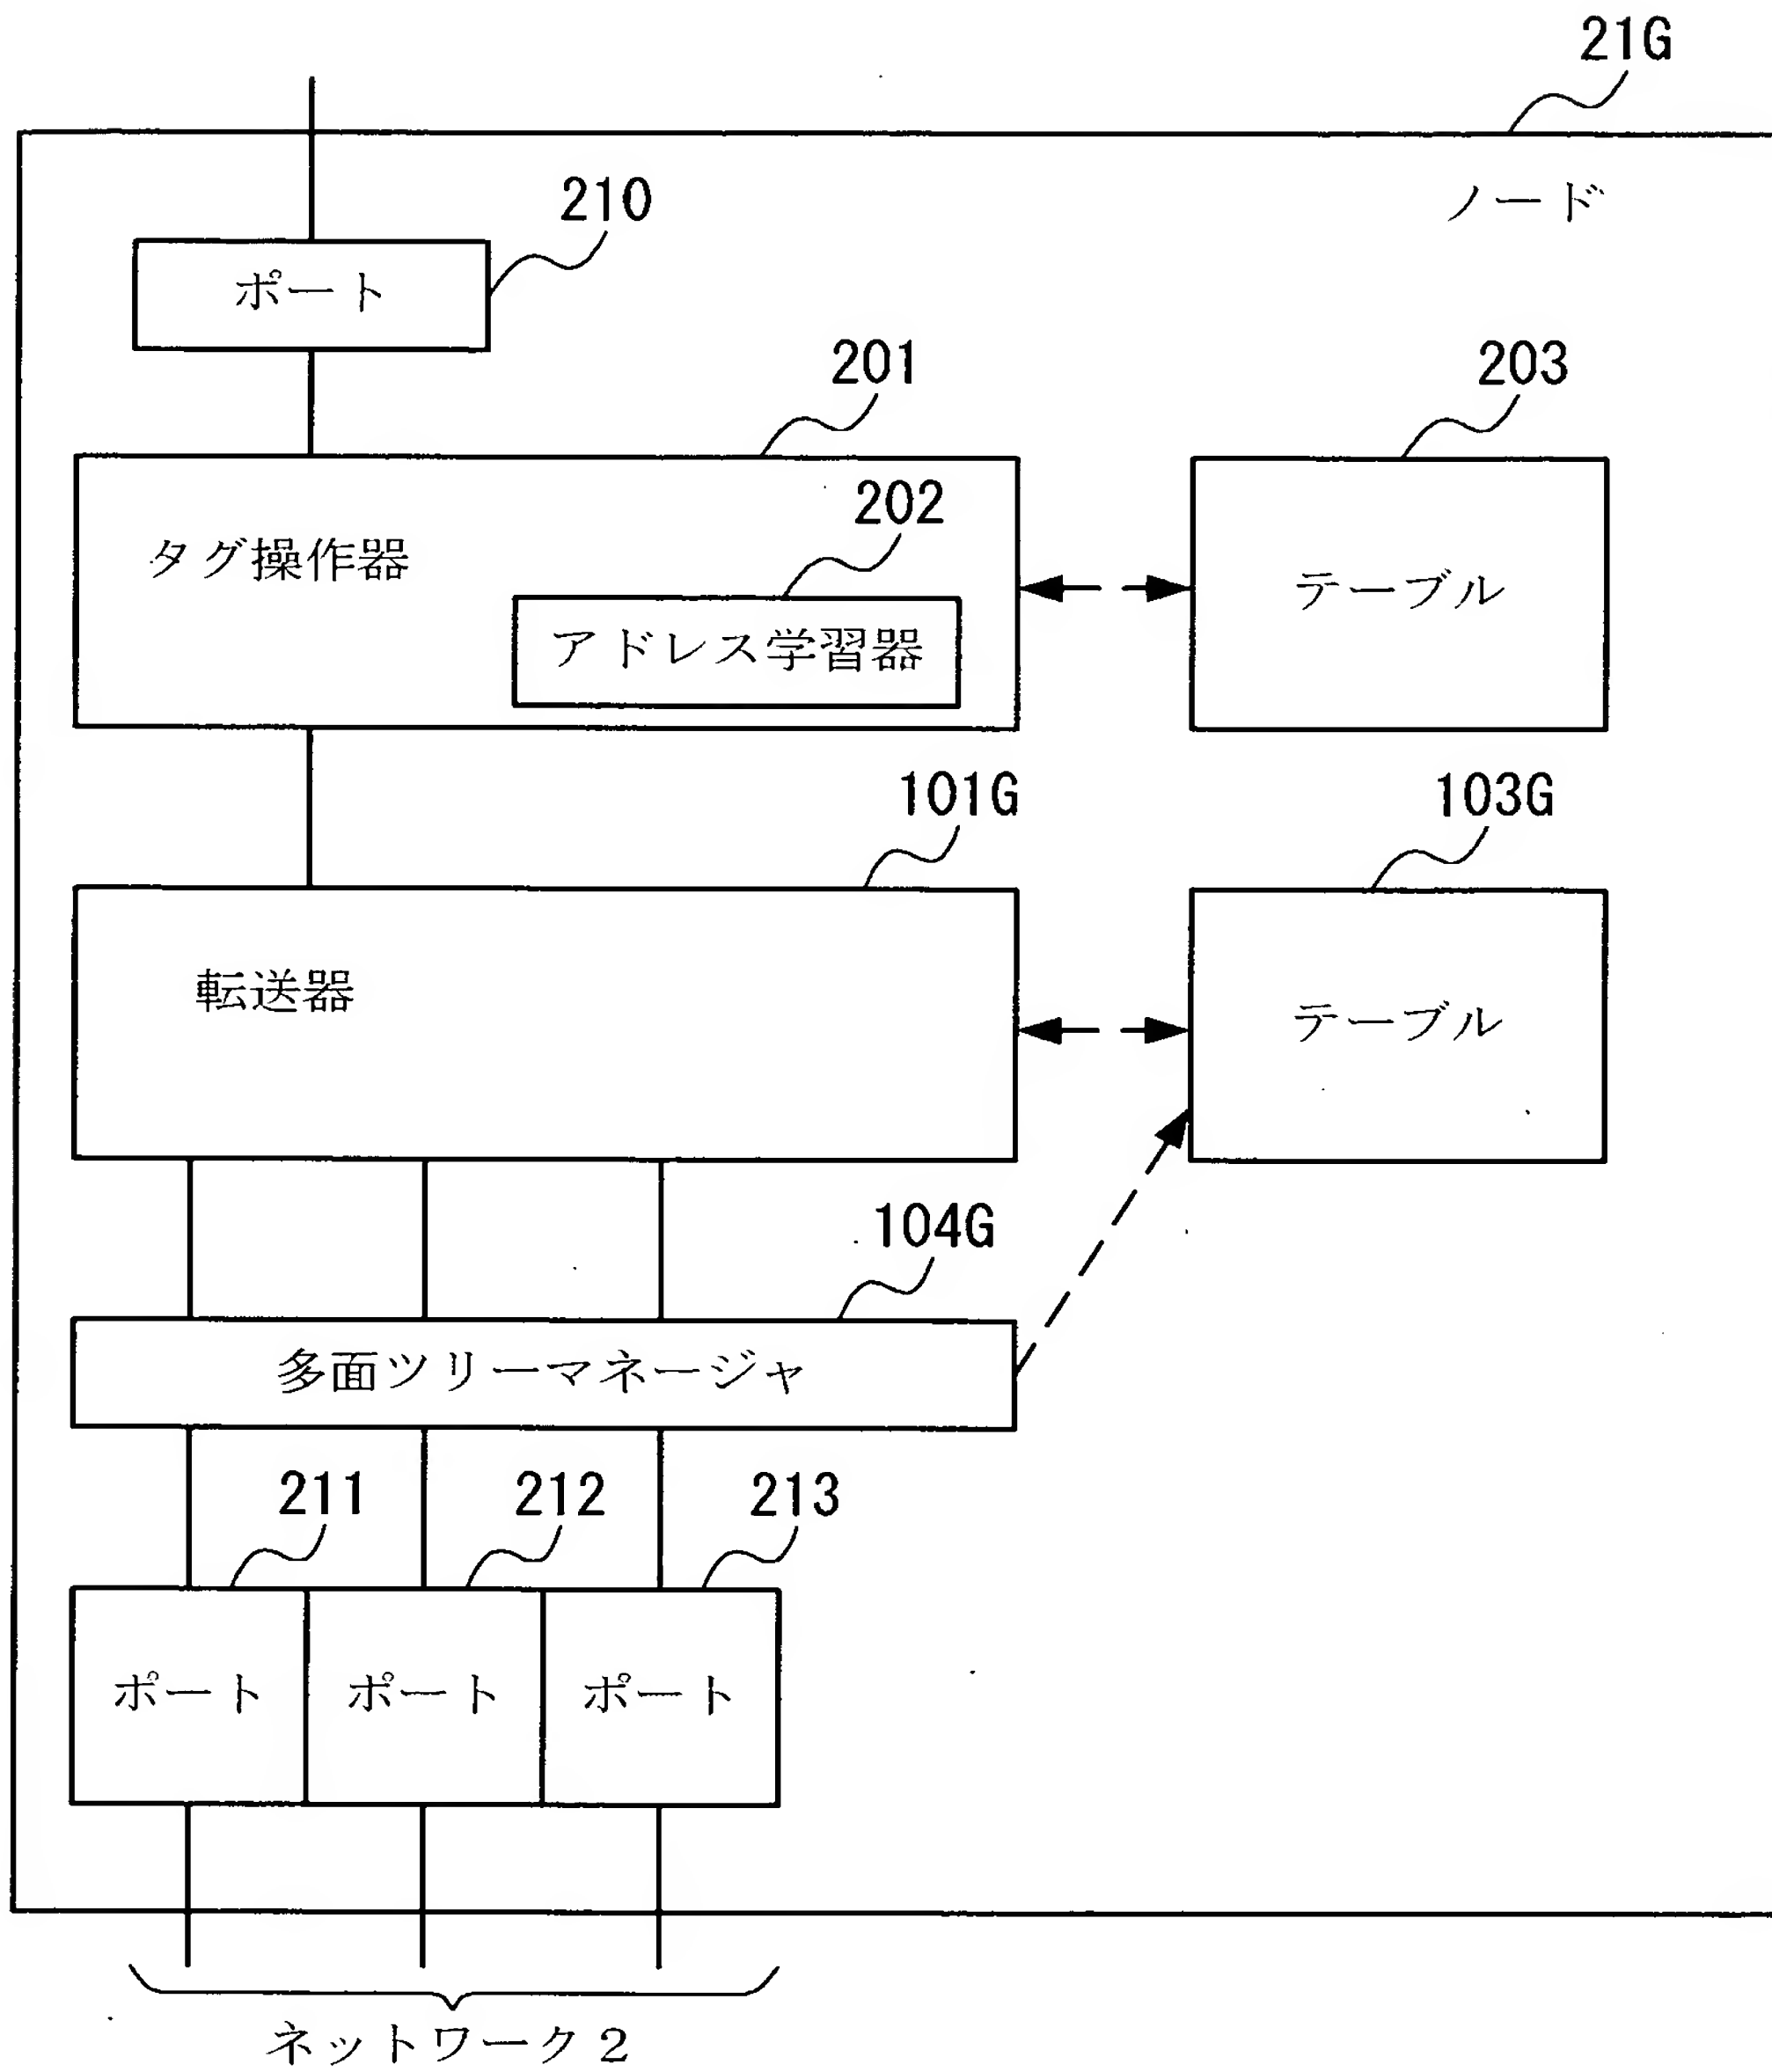 21G
ノード
210
ポート
201
203
202
タグ操作器
アドレス学習器
テーブル
101G
103G
転送器
テーブル
104G
多面ツリーマネージャ
211
212
213
ポート
ポート
ポート
ネットワーク2